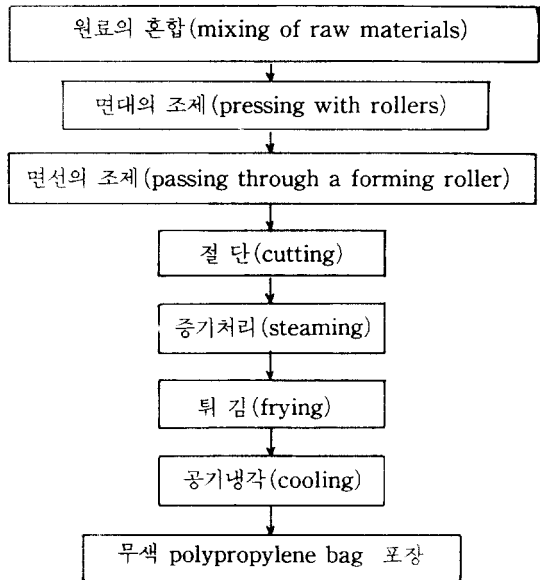 원료의 혼합(mixing of raw materials)
면대의 조제(pressing with rollers)
면선의 조제(passing through a forming roller)
절 단(cutting)
증기처리(steaming)
튀 김(frying)
공기냉각(cooling)
무색 polypropylene bag 포장